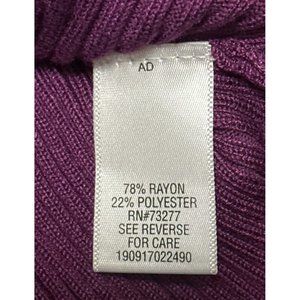 AD
78% RAYON
22% POLYESTER
RN#73277
SEE REVERSE
FOR CARE
190917022490